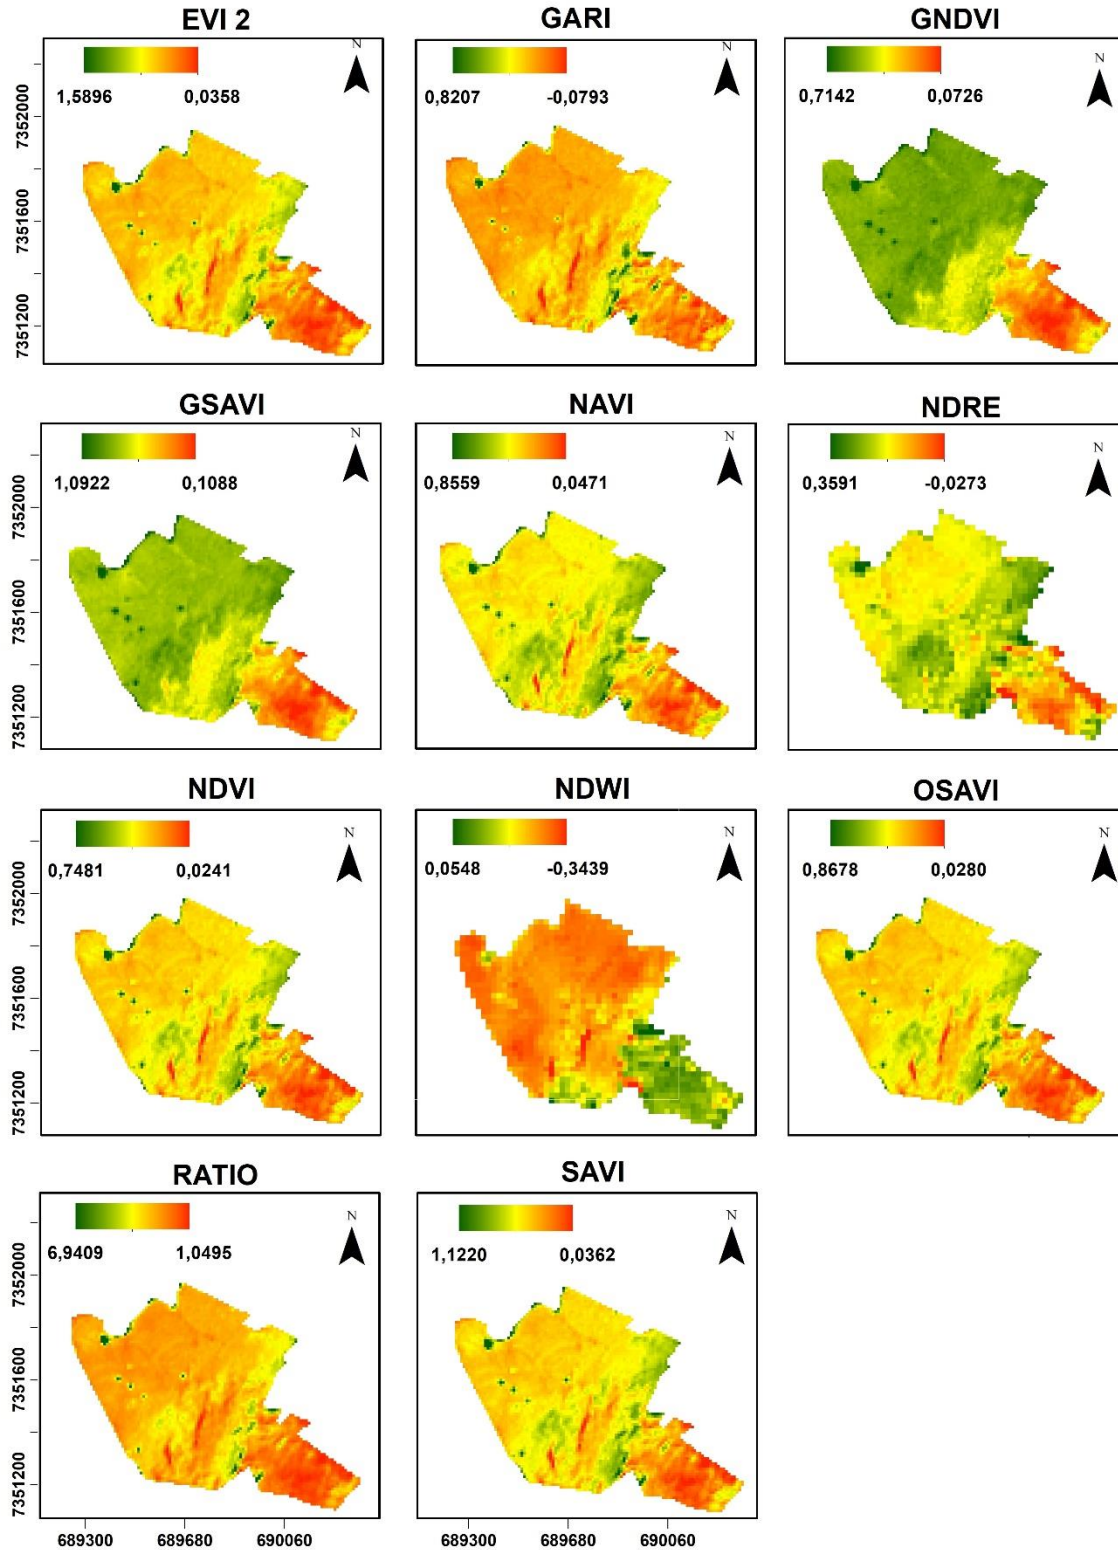 EVI 2 GARI GNDVI
N N N
1,5896 0,0358 0,8207 -0,0793 0,7142 0,0726
7352000
7351600
7351200
GSAVI NAVI NDRE
N N N
1,0922 0,1088 0,8559 0,0471 0,3591 -0,0273
7352000
7351600
7351200
NDVI NDWI OSAVI
N N N
0,7481 0,0241 0,0548 -0,3439 0,8678 0,0280
7352000
7351600
7351200
RATIO SAVI
N N
6,9409 1,0495 1,1220 0,0362
7352000
7351600
7351200
689300 689680 690060 689300 689680 690060